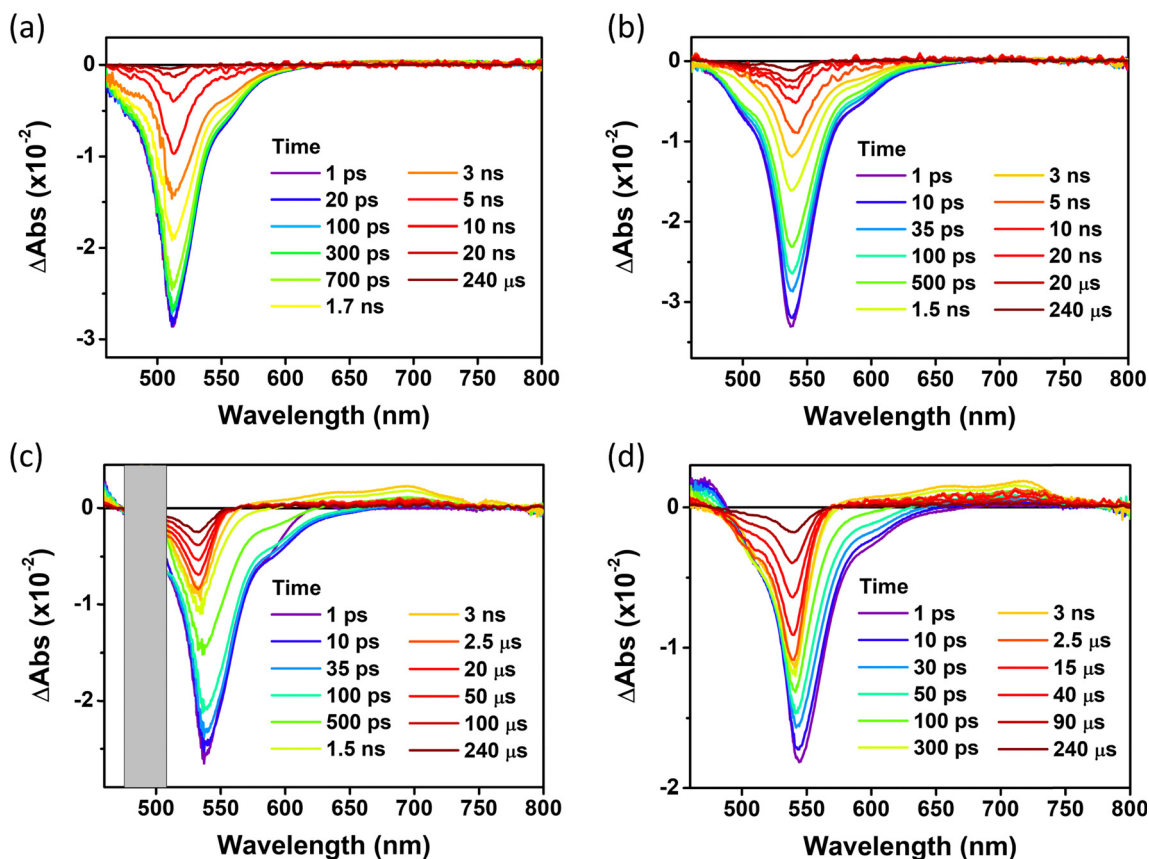 (a)
0
-1
-2
-3
ΔAbs (x10⁻²)
Time
1 ps
20 ps
100 ps
300 ps
700 ps
1.7 ns
3 ns
5 ns
10 ns
20 ns
240 μs
500 550 600 650 700 750 800
Wavelength (nm)
(b)
0
-1
-2
-3
ΔAbs (x10⁻²)
Time
1 ps
10 ps
35 ps
100 ps
500 ps
1.5 ns
3 ns
5 ns
10 ns
20 ns
20 μs
240 μs
500 550 600 650 700 750 800
Wavelength (nm)
(c)
0
-1
-2
ΔAbs (x10⁻²)
Time
1 ps
10 ps
35 ps
100 ps
500 ps
1.5 ns
3 ns
2.5 μs
20 μs
50 μs
100 μs
240 μs
500 550 600 650 700 750 800
Wavelength (nm)
(d)
0
-1
-2
ΔAbs (x10⁻²)
Time
1 ps
10 ps
30 ps
50 ps
100 ps
300 ps
3 ns
2.5 μs
15 μs
40 μs
90 μs
240 μs
500 550 600 650 700 750 800
Wavelength (nm)